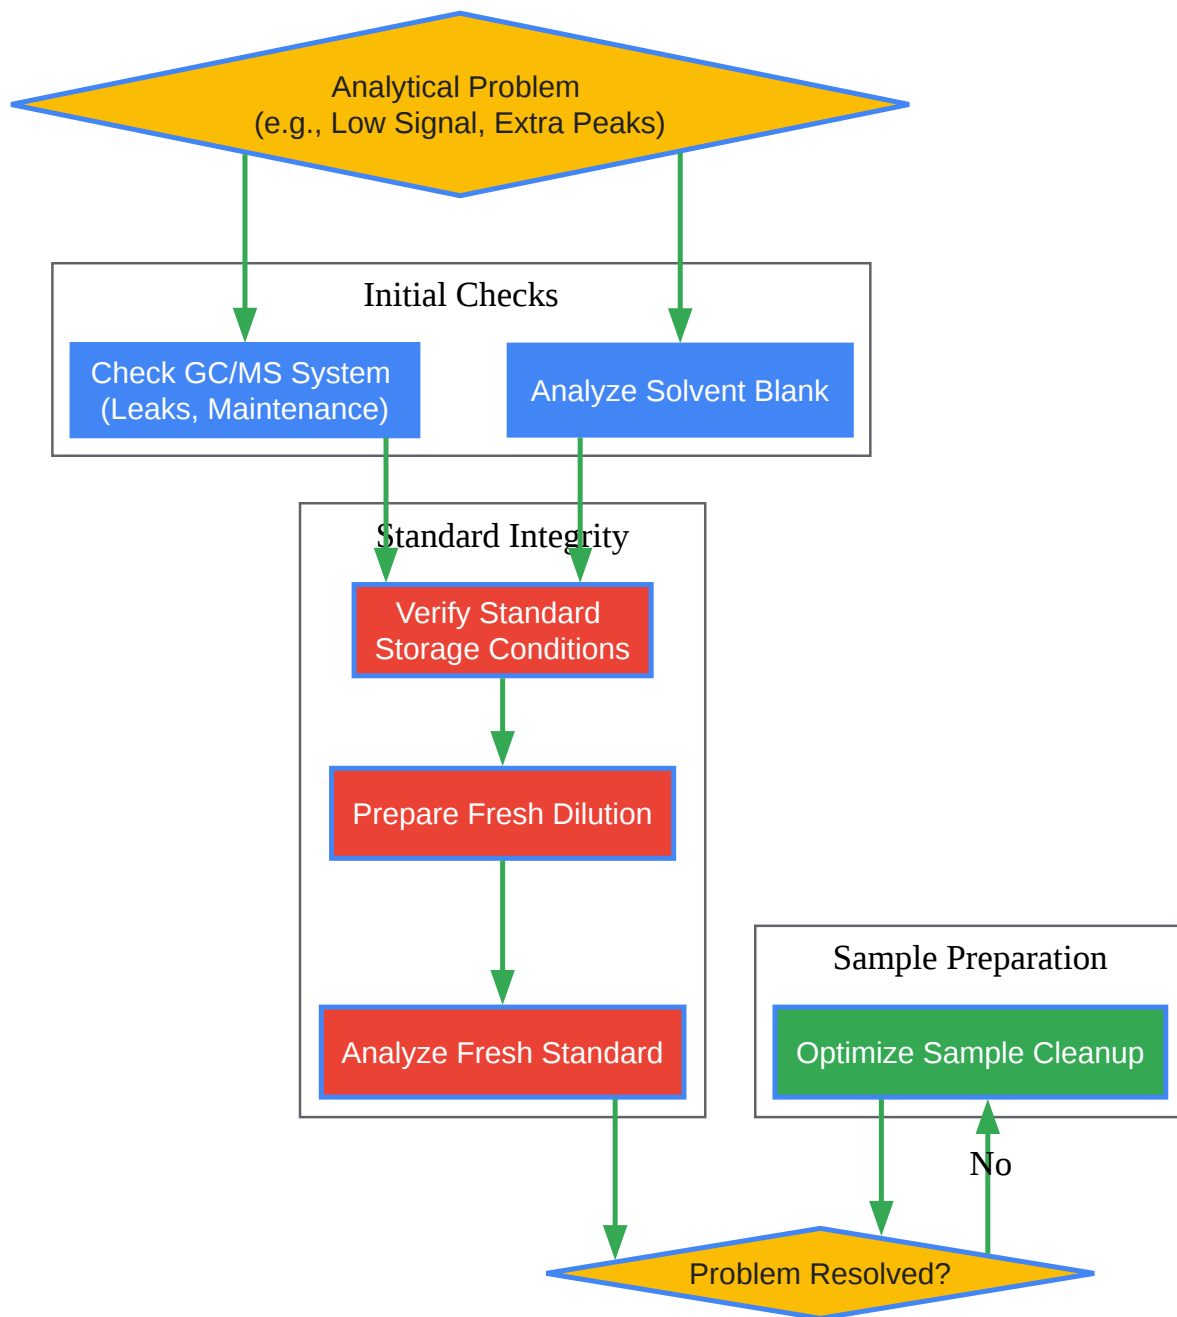 Analytical Problem
(e.g., Low Signal, Extra Peaks)
Initial Checks
Check GC/MS System
(Leaks, Maintenance)
Analyze Solvent Blank
Standard Integrity
Verify Standard
Storage Conditions
Prepare Fresh Dilution
Analyze Fresh Standard
Sample Preparation
Optimize Sample Cleanup
No
Problem Resolved?